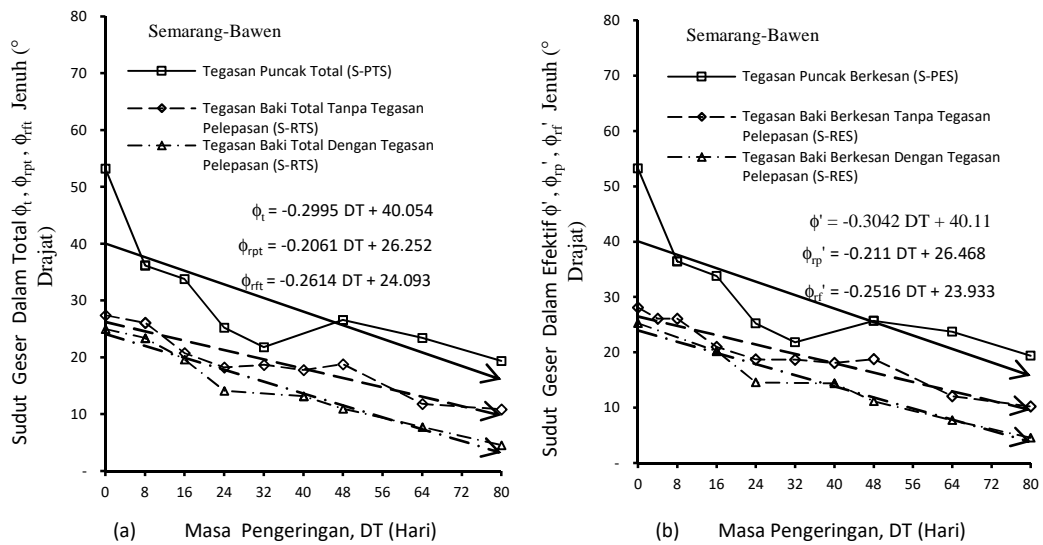 Sudut Geser Dalam Total ϕt , ϕrpt , ϕrft Jenuh (°
Drajat)
80
70
60
50
40
30
20
10
-
Semarang-Bawen
Tegasan Puncak Total (S-PTS)
Tegasan Baki Total Tanpa Tegasan
Pelepasan (S-RTS)
Tegasan Baki Total Dengan Tegasan
Pelepasan (S-RTS)
ϕt = -0.2995 DT + 40.054
ϕrpt = -0.2061 DT + 26.252
ϕrft = -0.2614 DT + 24.093
0 8 16 24 32 40 48 56 64 72 80
(a) Masa Pengeringan, DT (Hari)
Sudut Geser Dalam Efektif ϕ', ϕrp', ϕrf' Jenuh (°
Drajat)
80
70
60
50
40
30
20
10
-
Semarang-Bawen
Tegasan Puncak Berkesan (S-PES)
Tegasan Baki Berkesan Tanpa Tegasan
Pelepasan (S-RES)
Tegasan Baki Berkesan Dengan Tegasan
Pelepasan (S-RES)
ϕ' = -0.3042 DT + 40.11
ϕrp' = -0.211 DT + 26.468
ϕrf' = -0.2516 DT + 23.933
0 8 16 24 32 40 48 56 64 72 80
(b) Masa Pengeringan, DT (Hari)